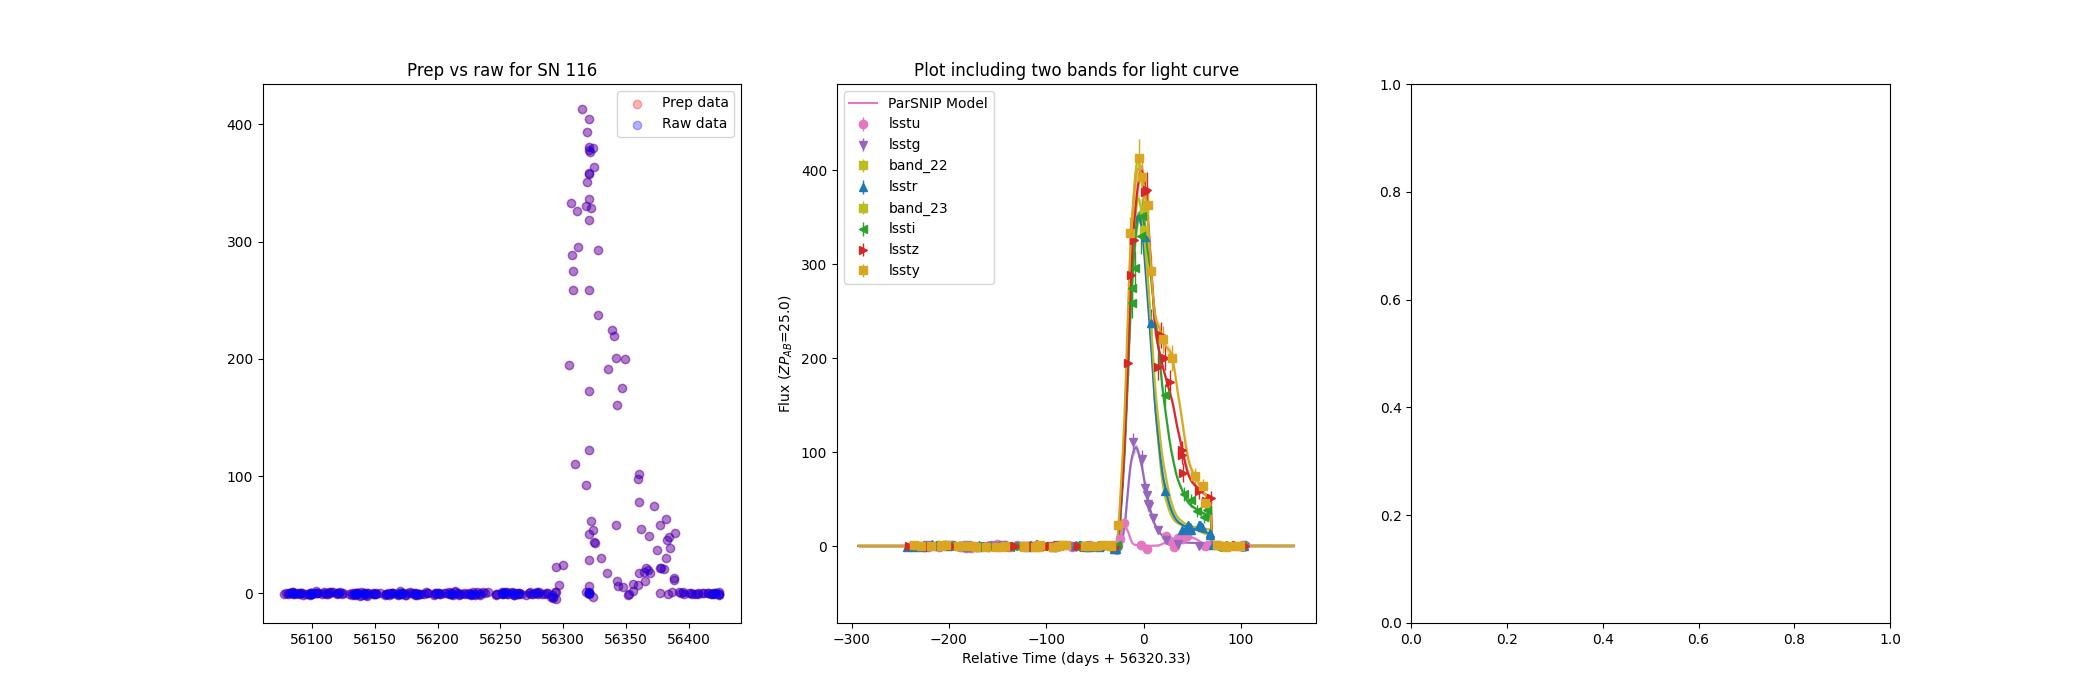 Prep vs raw for SN 116
Prep data
Raw data
400
300
200
100
0
56100 56150 56200 56250 56300 56350 56400
Plot including two bands for light curve
ParSNIP Model
lsstu
lsstg
band_22
lsstr
band_23
lssti
lsstz
lssty
Flux (ZP_AB=25.0)
400
300
200
100
0
−300 −200 −100 0 100
Relative Time (days + 56320.33)
1.0
0.8
0.6
0.4
0.2
0.0
0.0 0.2 0.4 0.6 0.8 1.0